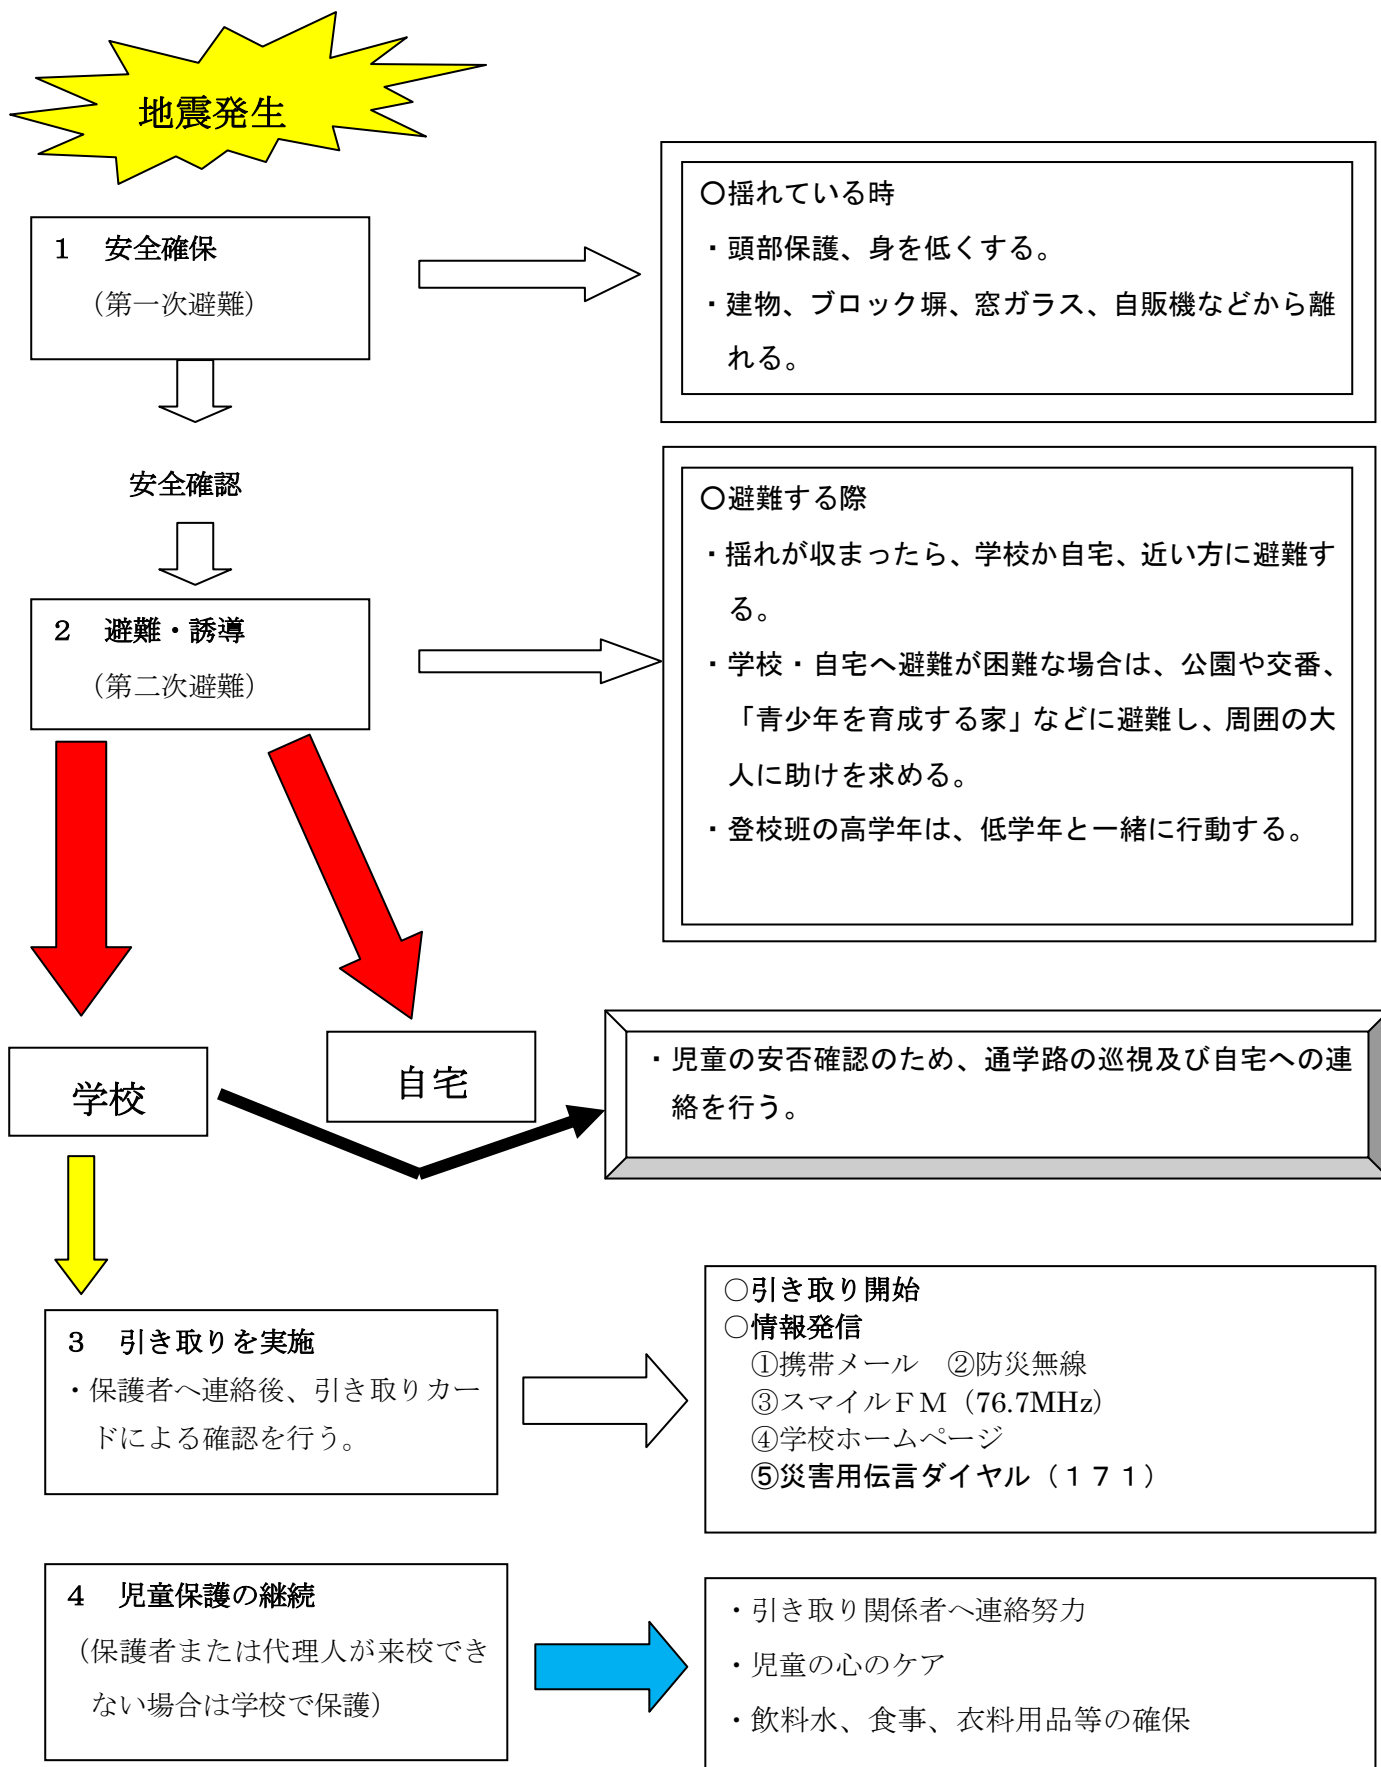 地震発生
１　安全確保
（第一次避難）
〇揺れている時
・頭部保護、身を低くする。
・建物、ブロック塀、窓ガラス、自販機などから離
れる。
安全確認
２　避難・誘導
（第二次避難）
〇避難する際
・揺れが収まったら、学校か自宅、近い方に避難す
る。
・学校・自宅へ避難が困難な場合は、公園や交番、
「青少年を育成する家」などに避難し、周囲の大
人に助けを求める。
・登校班の高学年は、低学年と一緒に行動する。
学校
自宅
・児童の安否確認のため、通学路の巡視及び自宅への連
絡を行う。
３　引き取りを実施
・保護者へ連絡後、引き取りカー
ドによる確認を行う。
○引き取り開始
○情報発信
①携帯メール　②防災無線
③スマイルＦＭ（76.7MHz）
④学校ホームページ
⑤災害用伝言ダイヤル（１７１）
４　児童保護の継続
（保護者または代理人が来校でき
ない場合は学校で保護）
・引き取り関係者へ連絡努力
・児童の心のケア
・飲料水、食事、衣料用品等の確保